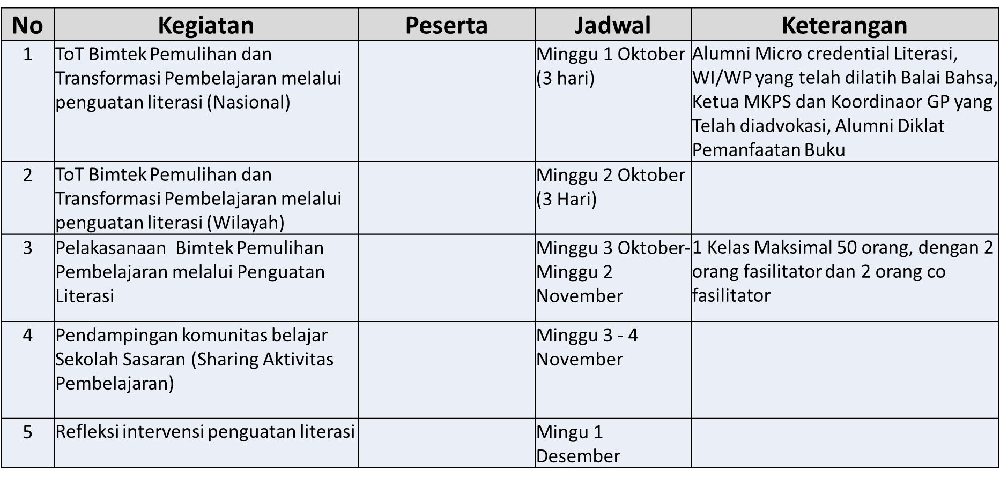 No Kegiatan Peserta Jadwal Keterangan
1
ToT Bimtek Pemulihan dan
Transformasi Pembelajaran melalui
penguatan literasi (Nasional)
Minggu 1 Oktober
(3 hari)
Alumni Micro credential Literasi,
WI/WP yang telah dilatih Balai Bahsa,
Ketua MKPS dan Koordinaor GP yang
Telah diadvokasi, Alumni Diklat
Pemanfaatan Buku
2
ToT Bimtek Pemulihan dan
Transformasi Pembelajaran melalui
penguatan literasi (Wilayah)
Minggu 2 Oktober
(3 Hari)
3
Pelakasanaan  Bimtek Pemulihan
Pembelajaran melalui Penguatan
Literasi
Minggu 3 Oktober-
Minggu 2
November
1 Kelas Maksimal 50 orang, dengan 2
orang fasilitator dan 2 orang co
fasilitator
4
Pendampingan komunitas belajar
Sekolah Sasaran (Sharing Aktivitas
Pembelajaran)
Minggu 3 - 4
November
5
Refleksi intervensi penguatan literasi
Mingu 1
Desember